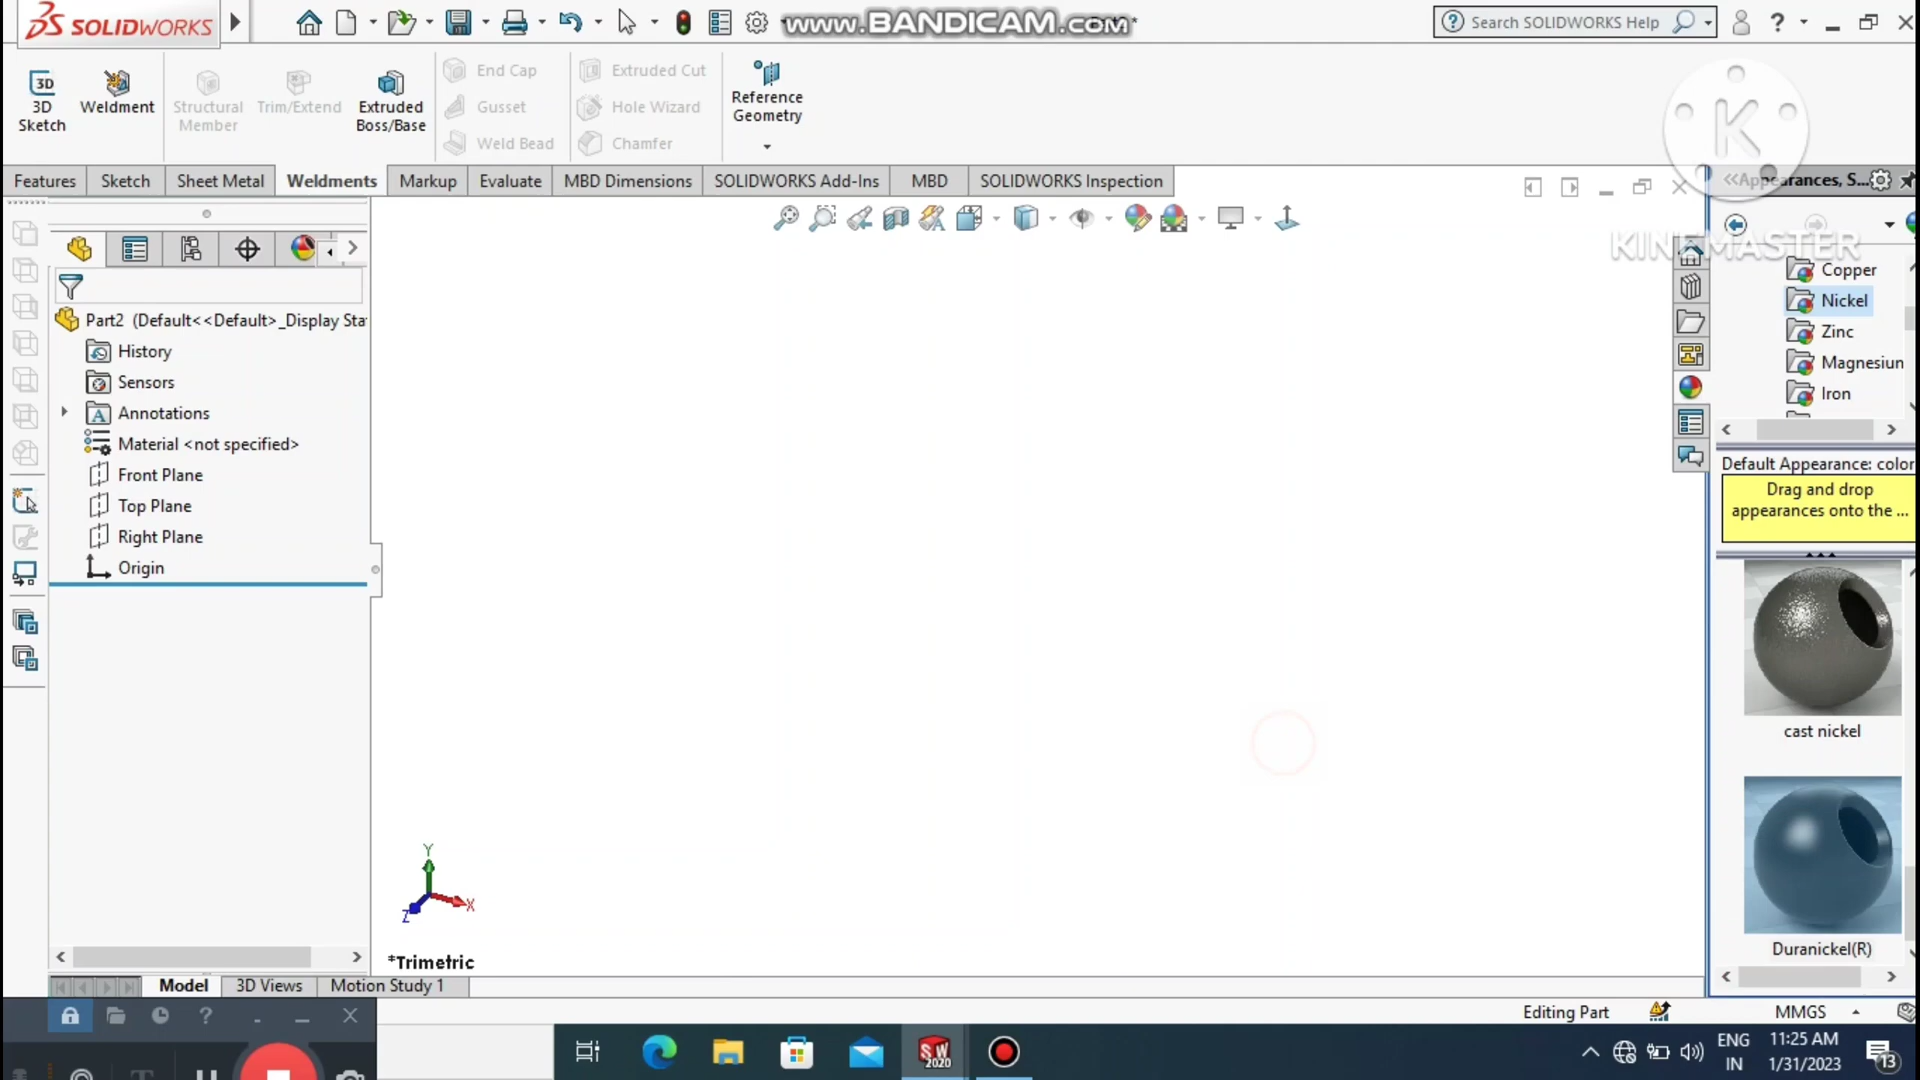 SOLIDWORKS
www.BANDICAM.com
Search SOLIDWORKS Help
3D Sketch
Weldment
Structural Member
Trim/Extend
Extruded Boss/Base
End Cap
Gusset
Weld Bead
Extruded Cut
Hole Wizard
Chamfer
Reference Geometry
Features
Sketch
Sheet Metal
Weldments
Markup
Evaluate
MBD Dimensions
SOLIDWORKS Add-Ins
MBD
SOLIDWORKS Inspection
K
KINEMASTER
<<Appearances, S...
Part2 (Default<<Default>_Display Sta
History
Sensors
Annotations
Material <not specified>
Front Plane
Top Plane
Right Plane
Origin
Copper
Nickel
Zinc
Magnesiun
Iron
Default Appearance: color
Drag and drop
appearances onto the ...
cast nickel
Duranickel(R)
Y
X
Z
*Trimetric
Model
3D Views
Motion Study 1
Editing Part
MMGS
SW
2020
ENG
IN
11:25 AM
1/31/2023
13